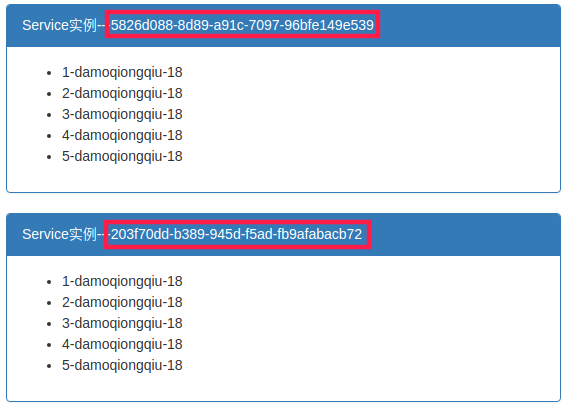 Service实例---5826d088-8d89-a91c-7097-96bfe149e539
1-damoqiongqiu-18
2-damoqiongqiu-18
3-damoqiongqiu-18
4-damoqiongqiu-18
5-damoqiongqiu-18
Service实例---203f70dd-b389-945d-f5ad-fb9afabacb72
1-damoqiongqiu-18
2-damoqiongqiu-18
3-damoqiongqiu-18
4-damoqiongqiu-18
5-damoqiongqiu-18